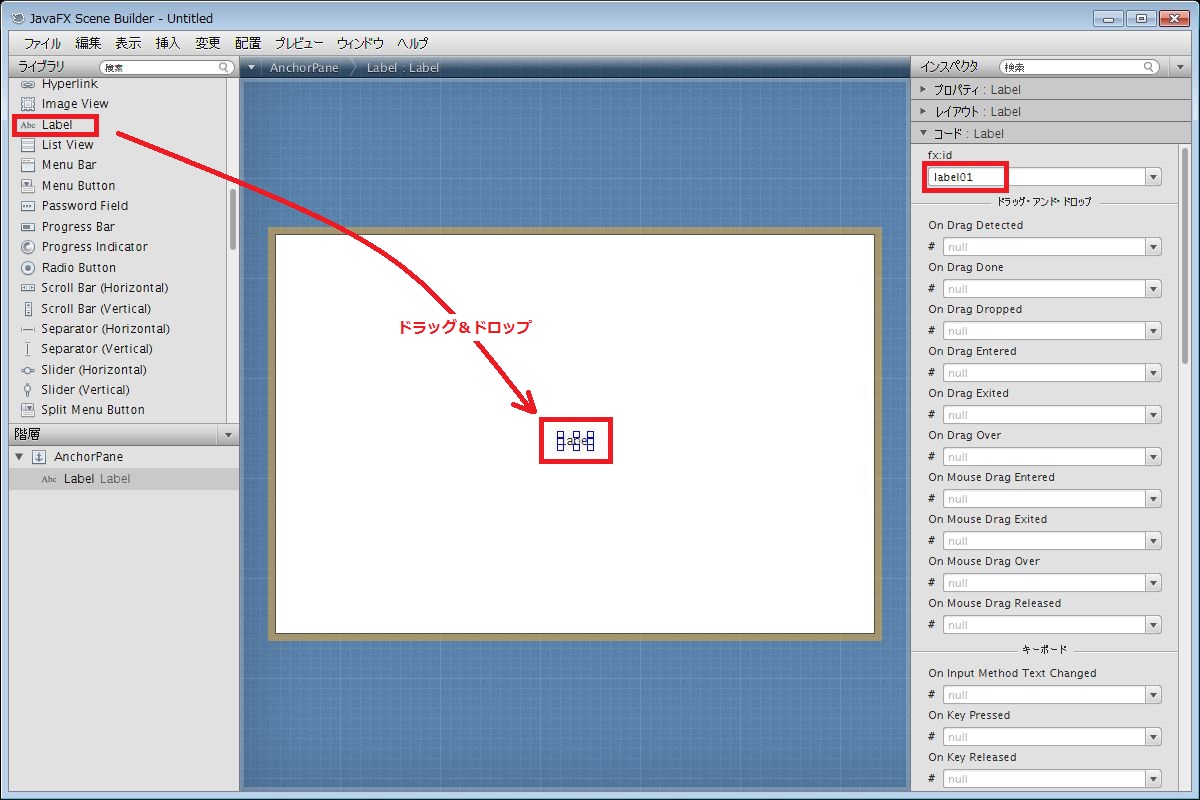 JavaFX Scene Builder - Untitled
ファイル 編集 表示 挿入 変更 配置 プレビュー ウィンドウ ヘルプ
ライブラリ 検索
Hyperlink
Image View
Abc Label
List View
Menu Bar
Menu Button
Password Field
Progress Bar
Progress Indicator
Radio Button
Scroll Bar (Horizontal)
Scroll Bar (Vertical)
Separator (Horizontal)
Separator (Vertical)
Slider (Horizontal)
Slider (Vertical)
Split Menu Button
階層
AnchorPane
Abc Label Label
AnchorPane Label : Label
ドラッグ&ドロップ
Label
インスペクタ 検索
プロパティ : Label
レイアウト : Label
コード : Label
fx:id
label01
ドラッグ・アンド・ドロップ
On Drag Detected
# null
On Drag Done
# null
On Drag Dropped
# null
On Drag Entered
# null
On Drag Exited
# null
On Drag Over
# null
On Mouse Drag Entered
# null
On Mouse Drag Exited
# null
On Mouse Drag Over
# null
On Mouse Drag Released
# null
キーボード
On Input Method Text Changed
# null
On Key Pressed
# null
On Key Released
# null